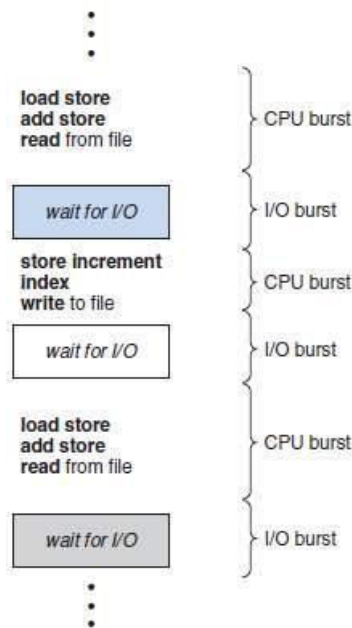 load store
add store
read from file
CPU burst
wait for I/O
I/O burst
store increment
index
write to file
CPU burst
wait for I/O
I/O burst
load store
add store
read from file
CPU burst
wait for I/O
I/O burst